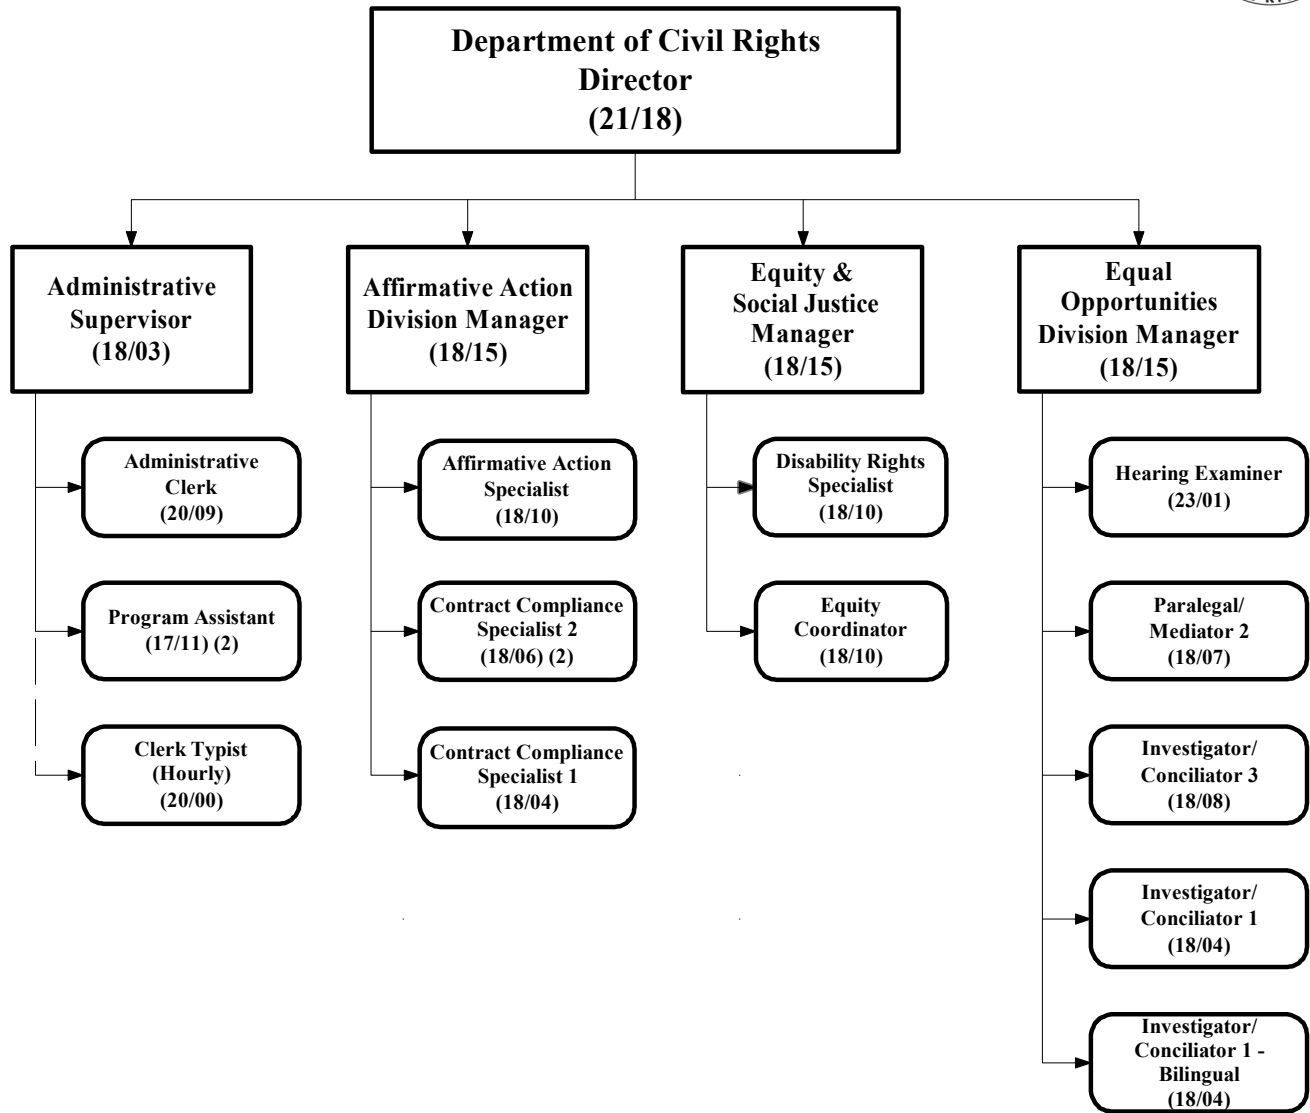 Department of Civil Rights
Director
(21/18)
Administrative
Supervisor
(18/03)
Affirmative Action
Division Manager
(18/15)
Equity &
Social Justice
Manager
(18/15)
Equal
Opportunities
Division Manager
(18/15)
Administrative
Clerk
(20/09)
Program Assistant
(17/11) (2)
Clerk Typist
(Hourly)
(20/00)
Affirmative Action
Specialist
(18/10)
Contract Compliance
Specialist 2
(18/06) (2)
Contract Compliance
Specialist 1
(18/04)
Disability Rights
Specialist
(18/10)
Equity
Coordinator
(18/10)
Hearing Examiner
(23/01)
Paralegal/
Mediator 2
(18/07)
Investigator/
Conciliator 3
(18/08)
Investigator/
Conciliator 1
(18/04)
Investigator/
Conciliator 1 -
Bilingual
(18/04)